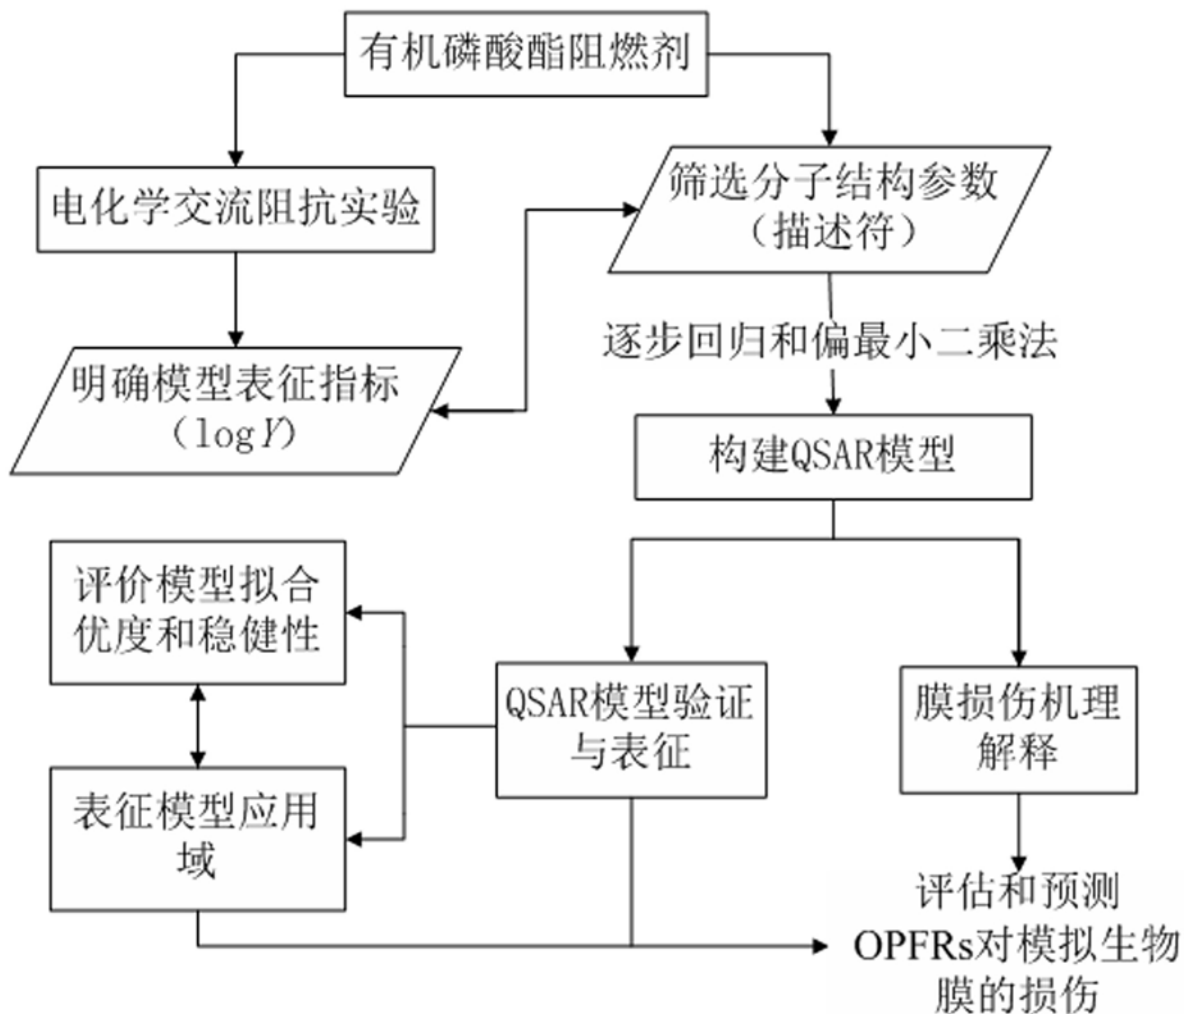 有机磷酸酯阻燃剂
电化学交流阻抗实验
筛选分子结构参数
（描述符）
逐步回归和偏最小二乘法
明确模型表征指标
（logY）
构建QSAR模型
评价模型拟合
优度和稳健性
QSAR模型验证
与表征
膜损伤机理
解释
表征模型应用
域
评估和预测
OPFRs对模拟生物
膜的损伤